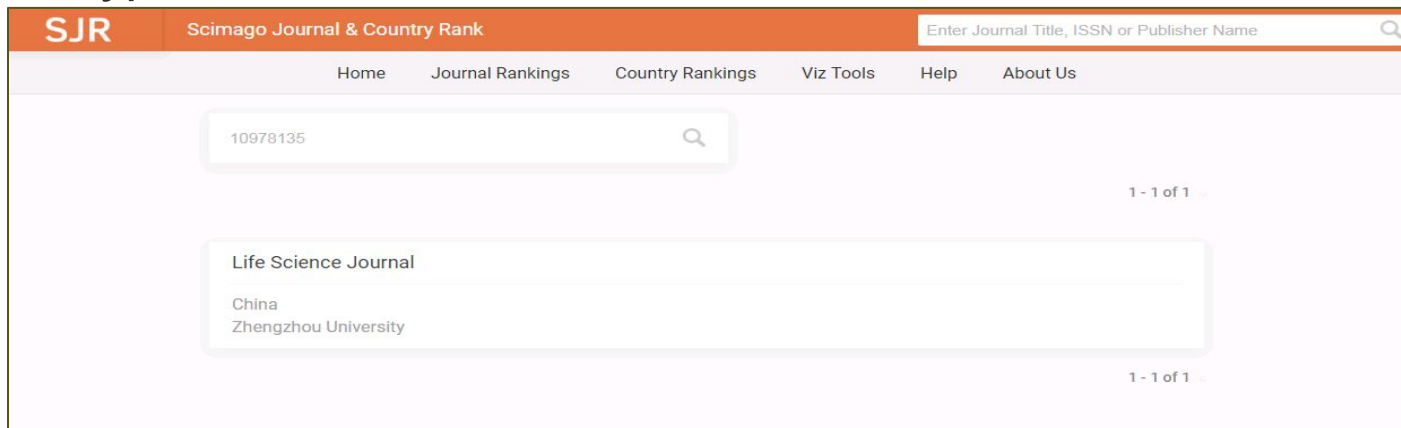 SJR Scimago Journal & Country Rank Enter Journal Title, ISSN or Publisher Name
Home Journal Rankings Country Rankings Viz Tools Help About Us
10978135
1 - 1 of 1
Life Science Journal
China
Zhengzhou University
1 - 1 of 1